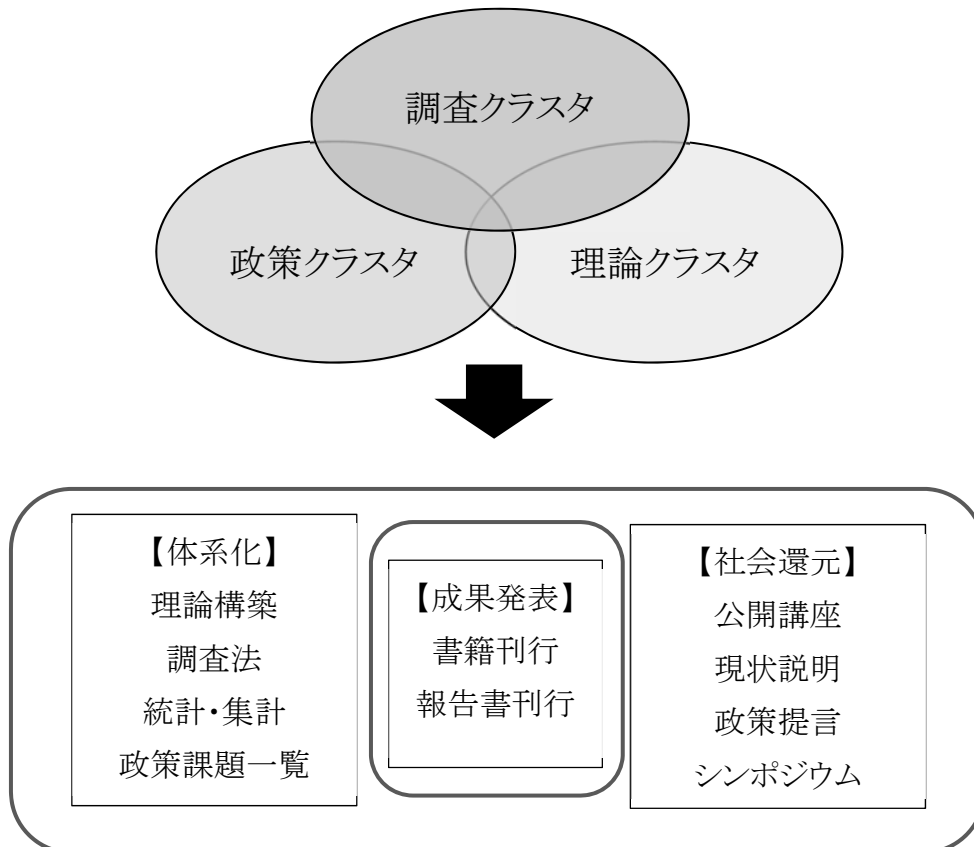 調査クラスタ
政策クラスタ
理論クラスタ
【体系化】
理論構築
調査法
統計・集計
政策課題一覧
【成果発表】
書籍刊行
報告書刊行
【社会還元】
公開講座
現状説明
政策提言
シンポジウム